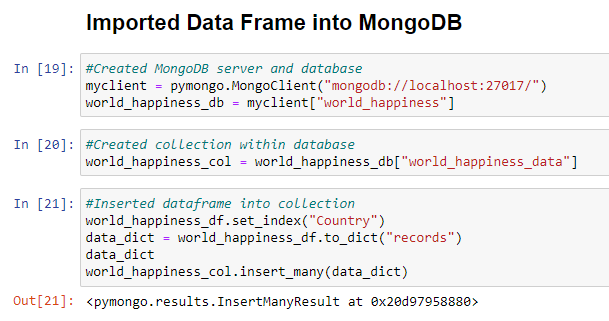 Imported Data Frame into MongoDB
In [19]: #Created MongoDB server and database
myclient = pymongo.MongoClient("mongodb://localhost:27017/")
world_happiness_db = myclient["world_happiness"]
In [20]: #Created collection within database
world_happiness_col = world_happiness_db["world_happiness_data"]
In [21]: #Inserted dataframe into collection
world_happiness_df.set_index("Country")
data_dict = world_happiness_df.to_dict("records")
data_dict
world_happiness_col.insert_many(data_dict)
Out[21]: <pymongo.results.InsertManyResult at 0x20d97958880>